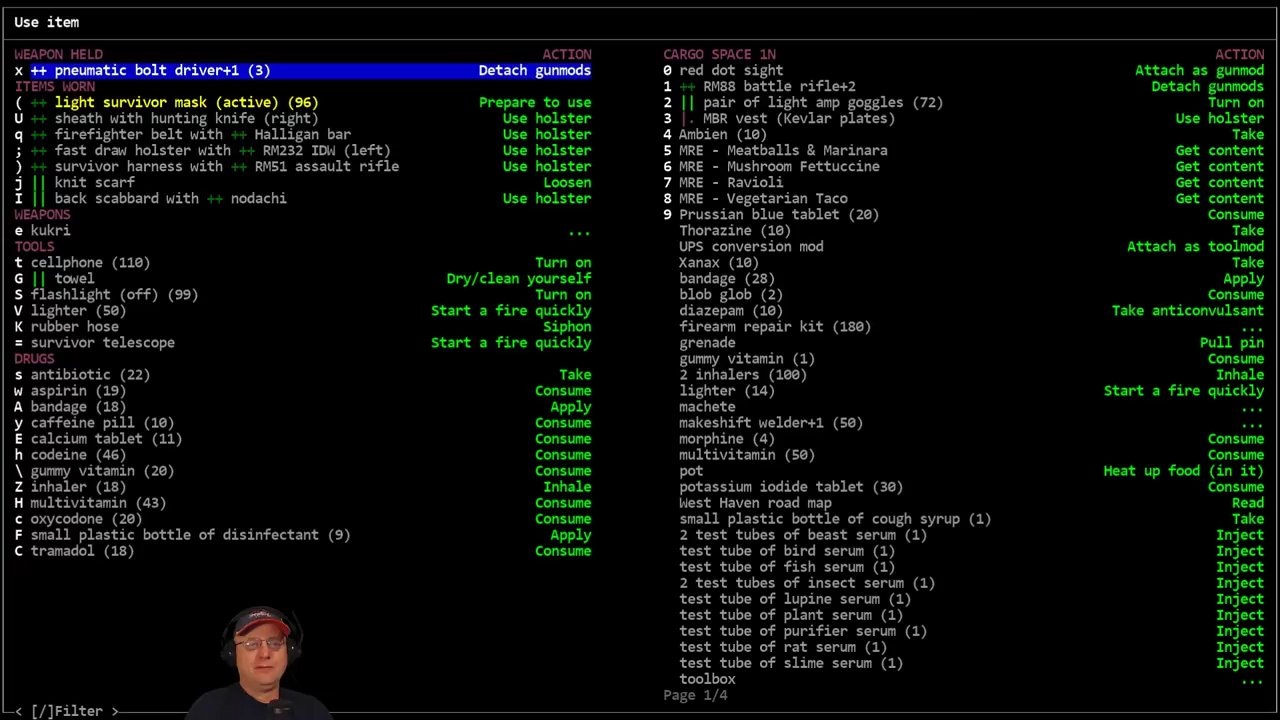 Use item
WEAPON HELD ACTION
x ++ pneumatic bolt driver+1 (3) Detach gunmods
ITEMS WORN
( ++ light survivor mask (active) (96) Prepare to use
U ++ sheath with hunting knife (right) Use holster
q ++ firefighter belt with ++ Halligan bar Use holster
; ++ fast draw holster with ++ RM232 IDW (left) Use holster
) ++ survivor harness with ++ RM51 assault rifle Use holster
j || knit scarf Loosen
I || back scabbard with ++ nodachi Use holster
WEAPONS
e kukri ...
TOOLS
t cellphone (110) Turn on
G || towel Dry/clean yourself
S flashlight (off) (99) Turn on
V lighter (50) Start a fire quickly
K rubber hose Siphon
= survivor telescope Start a fire quickly
DRUGS
s antibiotic (22) Take
w aspirin (19) Consume
A bandage (18) Apply
y caffeine pill (10) Consume
E calcium tablet (11) Consume
h codeine (46) Consume
\ gummy vitamin (20) Consume
Z inhaler (18) Inhale
H multivitamin (43) Consume
c oxycodone (20) Consume
F small plastic bottle of disinfectant (9) Apply
C tramadol (18) Consume
CARGO SPACE 1N ACTION
0 red dot sight Attach as gunmod
1 ++ RM88 battle rifle+2 Detach gunmods
2 || pair of light amp goggles (72) Turn on
3 |. MBR vest (Kevlar plates) Use holster
4 Ambien (10) Take
5 MRE - Meatballs & Marinara Get content
6 MRE - Mushroom Fettuccine Get content
7 MRE - Ravioli Get content
8 MRE - Vegetarian Taco Get content
9 Prussian blue tablet (20) Consume
Thorazine (10) Take
UPS conversion mod Attach as toolmod
Xanax (10) Take
bandage (28) Apply
blob glob (2) Consume
diazepam (10) Take anticonvulsant
firearm repair kit (180) ...
grenade Pull pin
gummy vitamin (1) Consume
2 inhalers (100) Inhale
lighter (14) Start a fire quickly
machete ...
makeshift welder+1 (50) ...
morphine (4) Consume
multivitamin (50) Consume
pot Heat up food (in it)
potassium iodide tablet (30) Consume
West Haven road map Read
small plastic bottle of cough syrup (1) Take
2 test tubes of beast serum (1) Inject
test tube of bird serum (1) Inject
test tube of fish serum (1) Inject
2 test tubes of insect serum (1) Inject
test tube of lupine serum (1) Inject
test tube of plant serum (1) Inject
test tube of purifier serum (1) Inject
test tube of rat serum (1) Inject
test tube of slime serum (1) Inject
toolbox ...
Page 1/4
< [/]Filter >